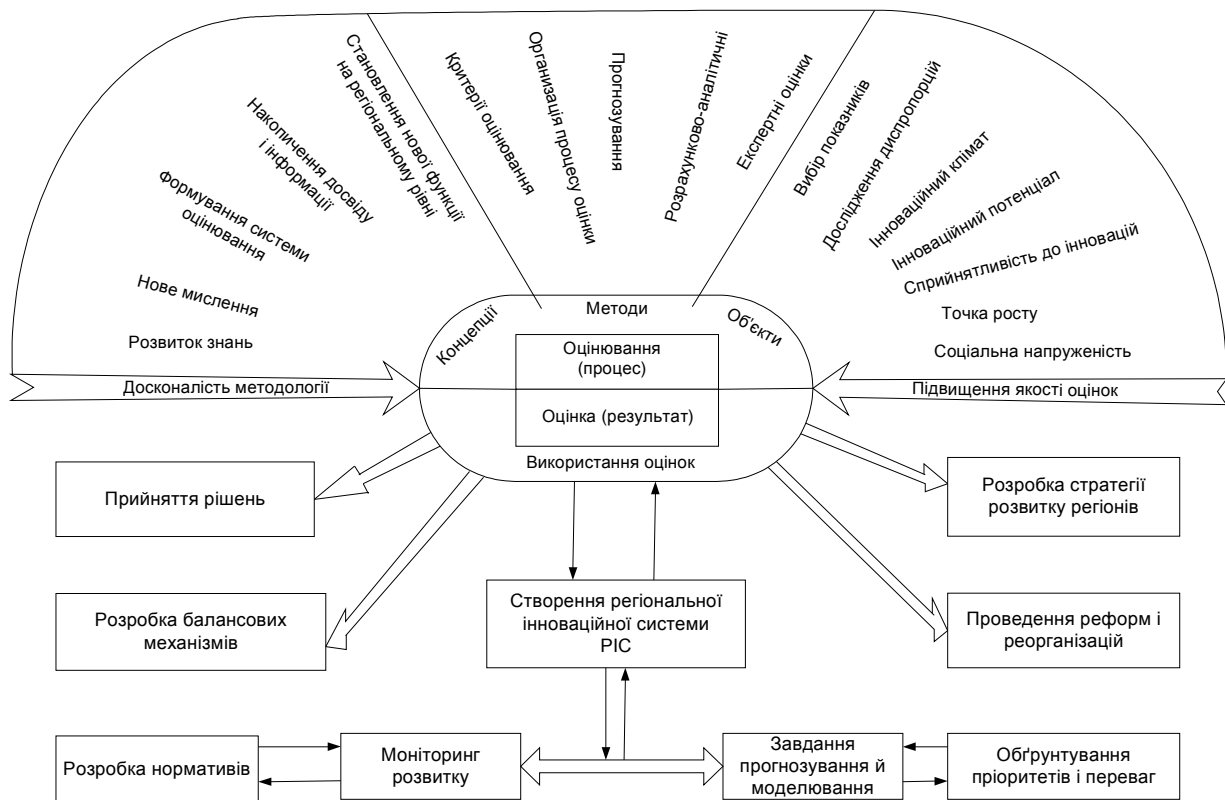 Розвиток знань
Нове мислення
Формування системи
оцінювання
Накопичення досвіду
і інформації
Становлення нової функції
на регіональному рівні
Критерії оцінювання
Организація процесу оцінки
Прогнозування
Розрахунково-аналітичні
Експертні оцінки
Вибір показників
Дослідження диспропорцій
Інноваційний клімат
Інноваційний потенціал
Сприйнятливість до інновацій
Точка росту
Соціальна напруженість
Концепції
Методи
Об'єкти
Оцінювання
(процес)
Оцінка (результат)
Використання оцінок
Досконалість методології
Підвищення якості оцінок
Прийняття рішень
Розробка стратегії
розвитку регіонів
Розробка балансових
механізмів
Створення регіональної
інноваційної системи
РІС
Проведення реформ і
реорганізацій
Розробка нормативів
Моніторинг
розвитку
Завдання
прогнозування й
моделювання
Обґрунтування
пріоритетів і переваг